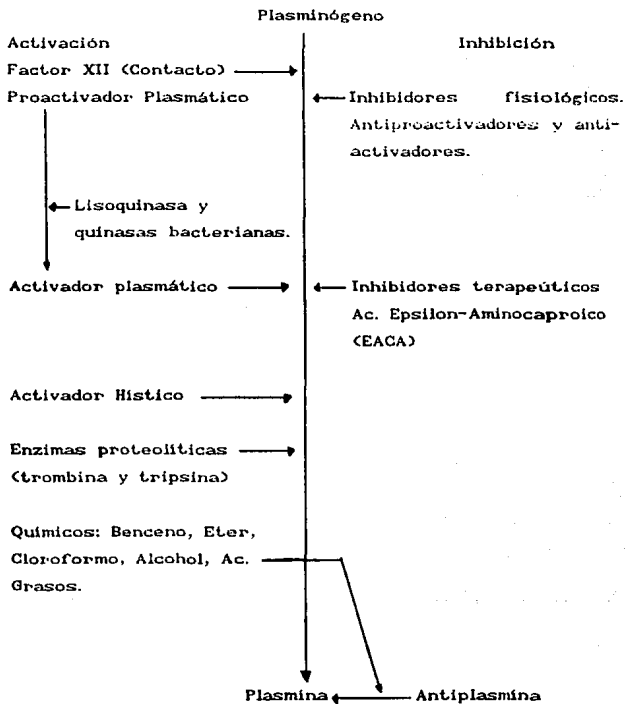 Plasminógeno
Activación
Inhibición
Factor XII (Contacto)
Proactivador Plasmático
Inhibidores fisiológicos.
Antiproactivadores y anti-
activadores.
Lisoquinasa y
quinasas bacterianas.
Activador plasmático
Inhibidores terapeúticos
Ac. Epsilon-Aminocaproico
(EACA)
Activador Hístico
Enzimas proteolíticas
(trombina y tripsina)
Químicos: Benceno, Eter,
Cloroformo, Alcohol, Ac.
Grasos.
Plasmina
Antiplasmina